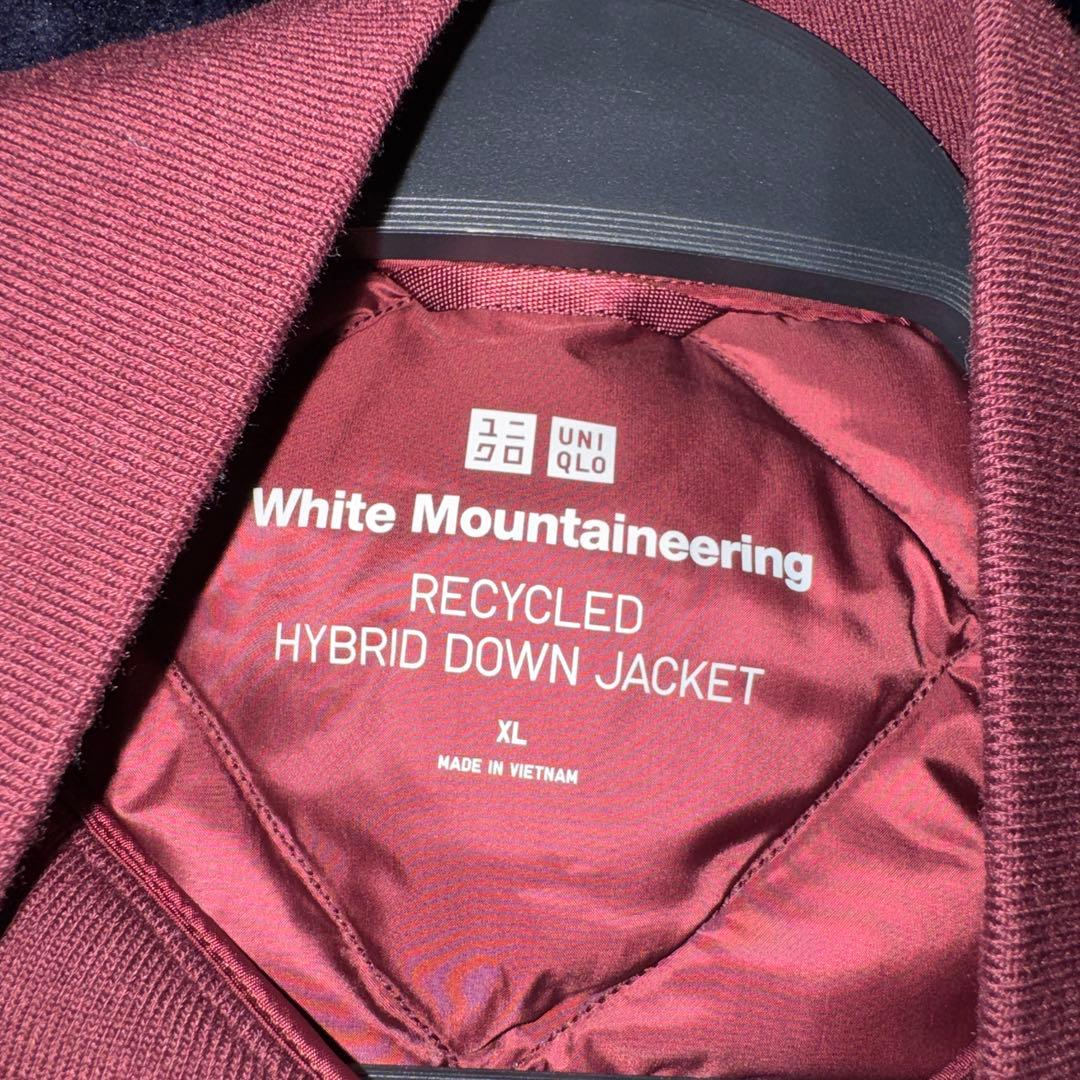 ユニ
クロ
UNI
QLO
White Mountaineering
RECYCLED
HYBRID DOWN JACKET
XL
MADE IN VIETNAM